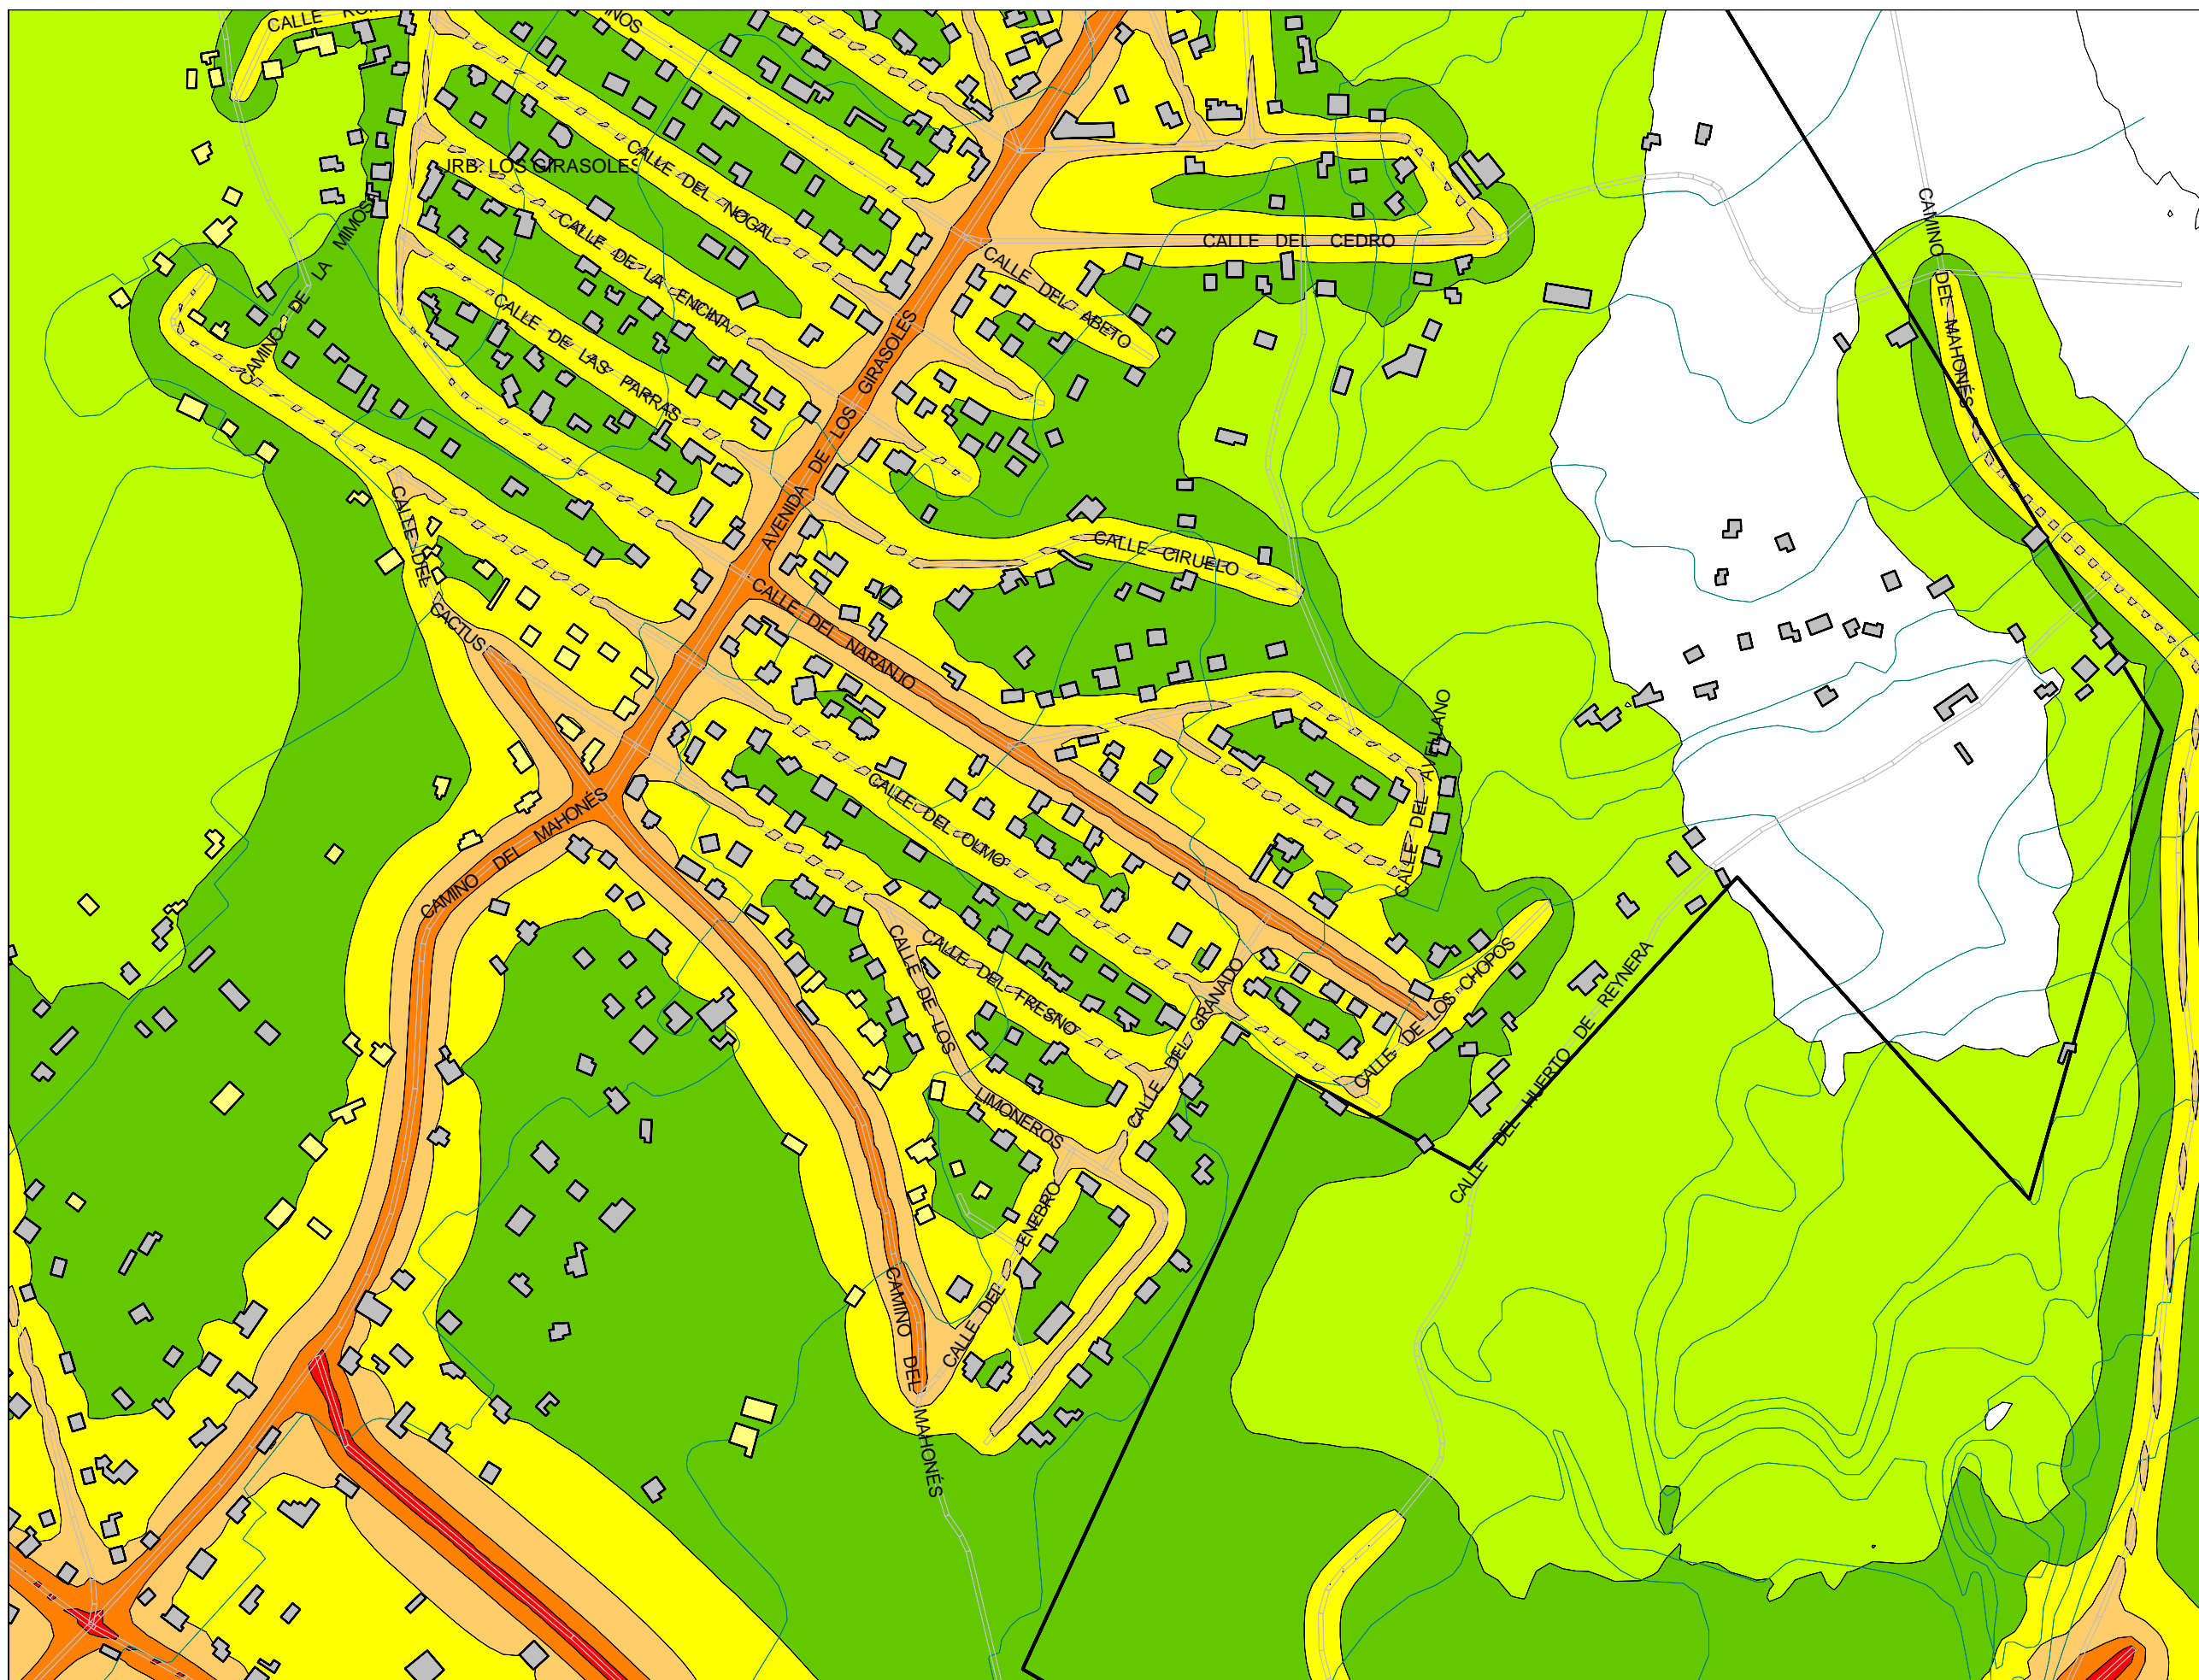 CALLE
INOS
JRB. LOS GIRASOLES
CALLE DEL NOGAL
CALLE DE LA ENCINA
CALLE DE LAS PARRAS
CAMINO DE LA MIMOS
CALLE DEL CEDRO
CALLE DEL ABETO
CAMINO DEL MAHONÉS
AVENIDA DE LOS GIRASOLES
CALLE DEL CACTUS
CALLE CIRUELO
CALLE DEL NARANJO
CALLE DEL AVELLANO
CAMINO DEL MAHONÉS
CALLE DEL OLMO
CALLE DEL FRESNO
CALLE DE LOS LIMONEROS
CALLE DEL GRANADO
CALLE DE LOS CHOPOS
CALLE DEL HUERTO DE REYNERA
CALLE DEL ENEBRO
CAMINO DEL MAHONÉS